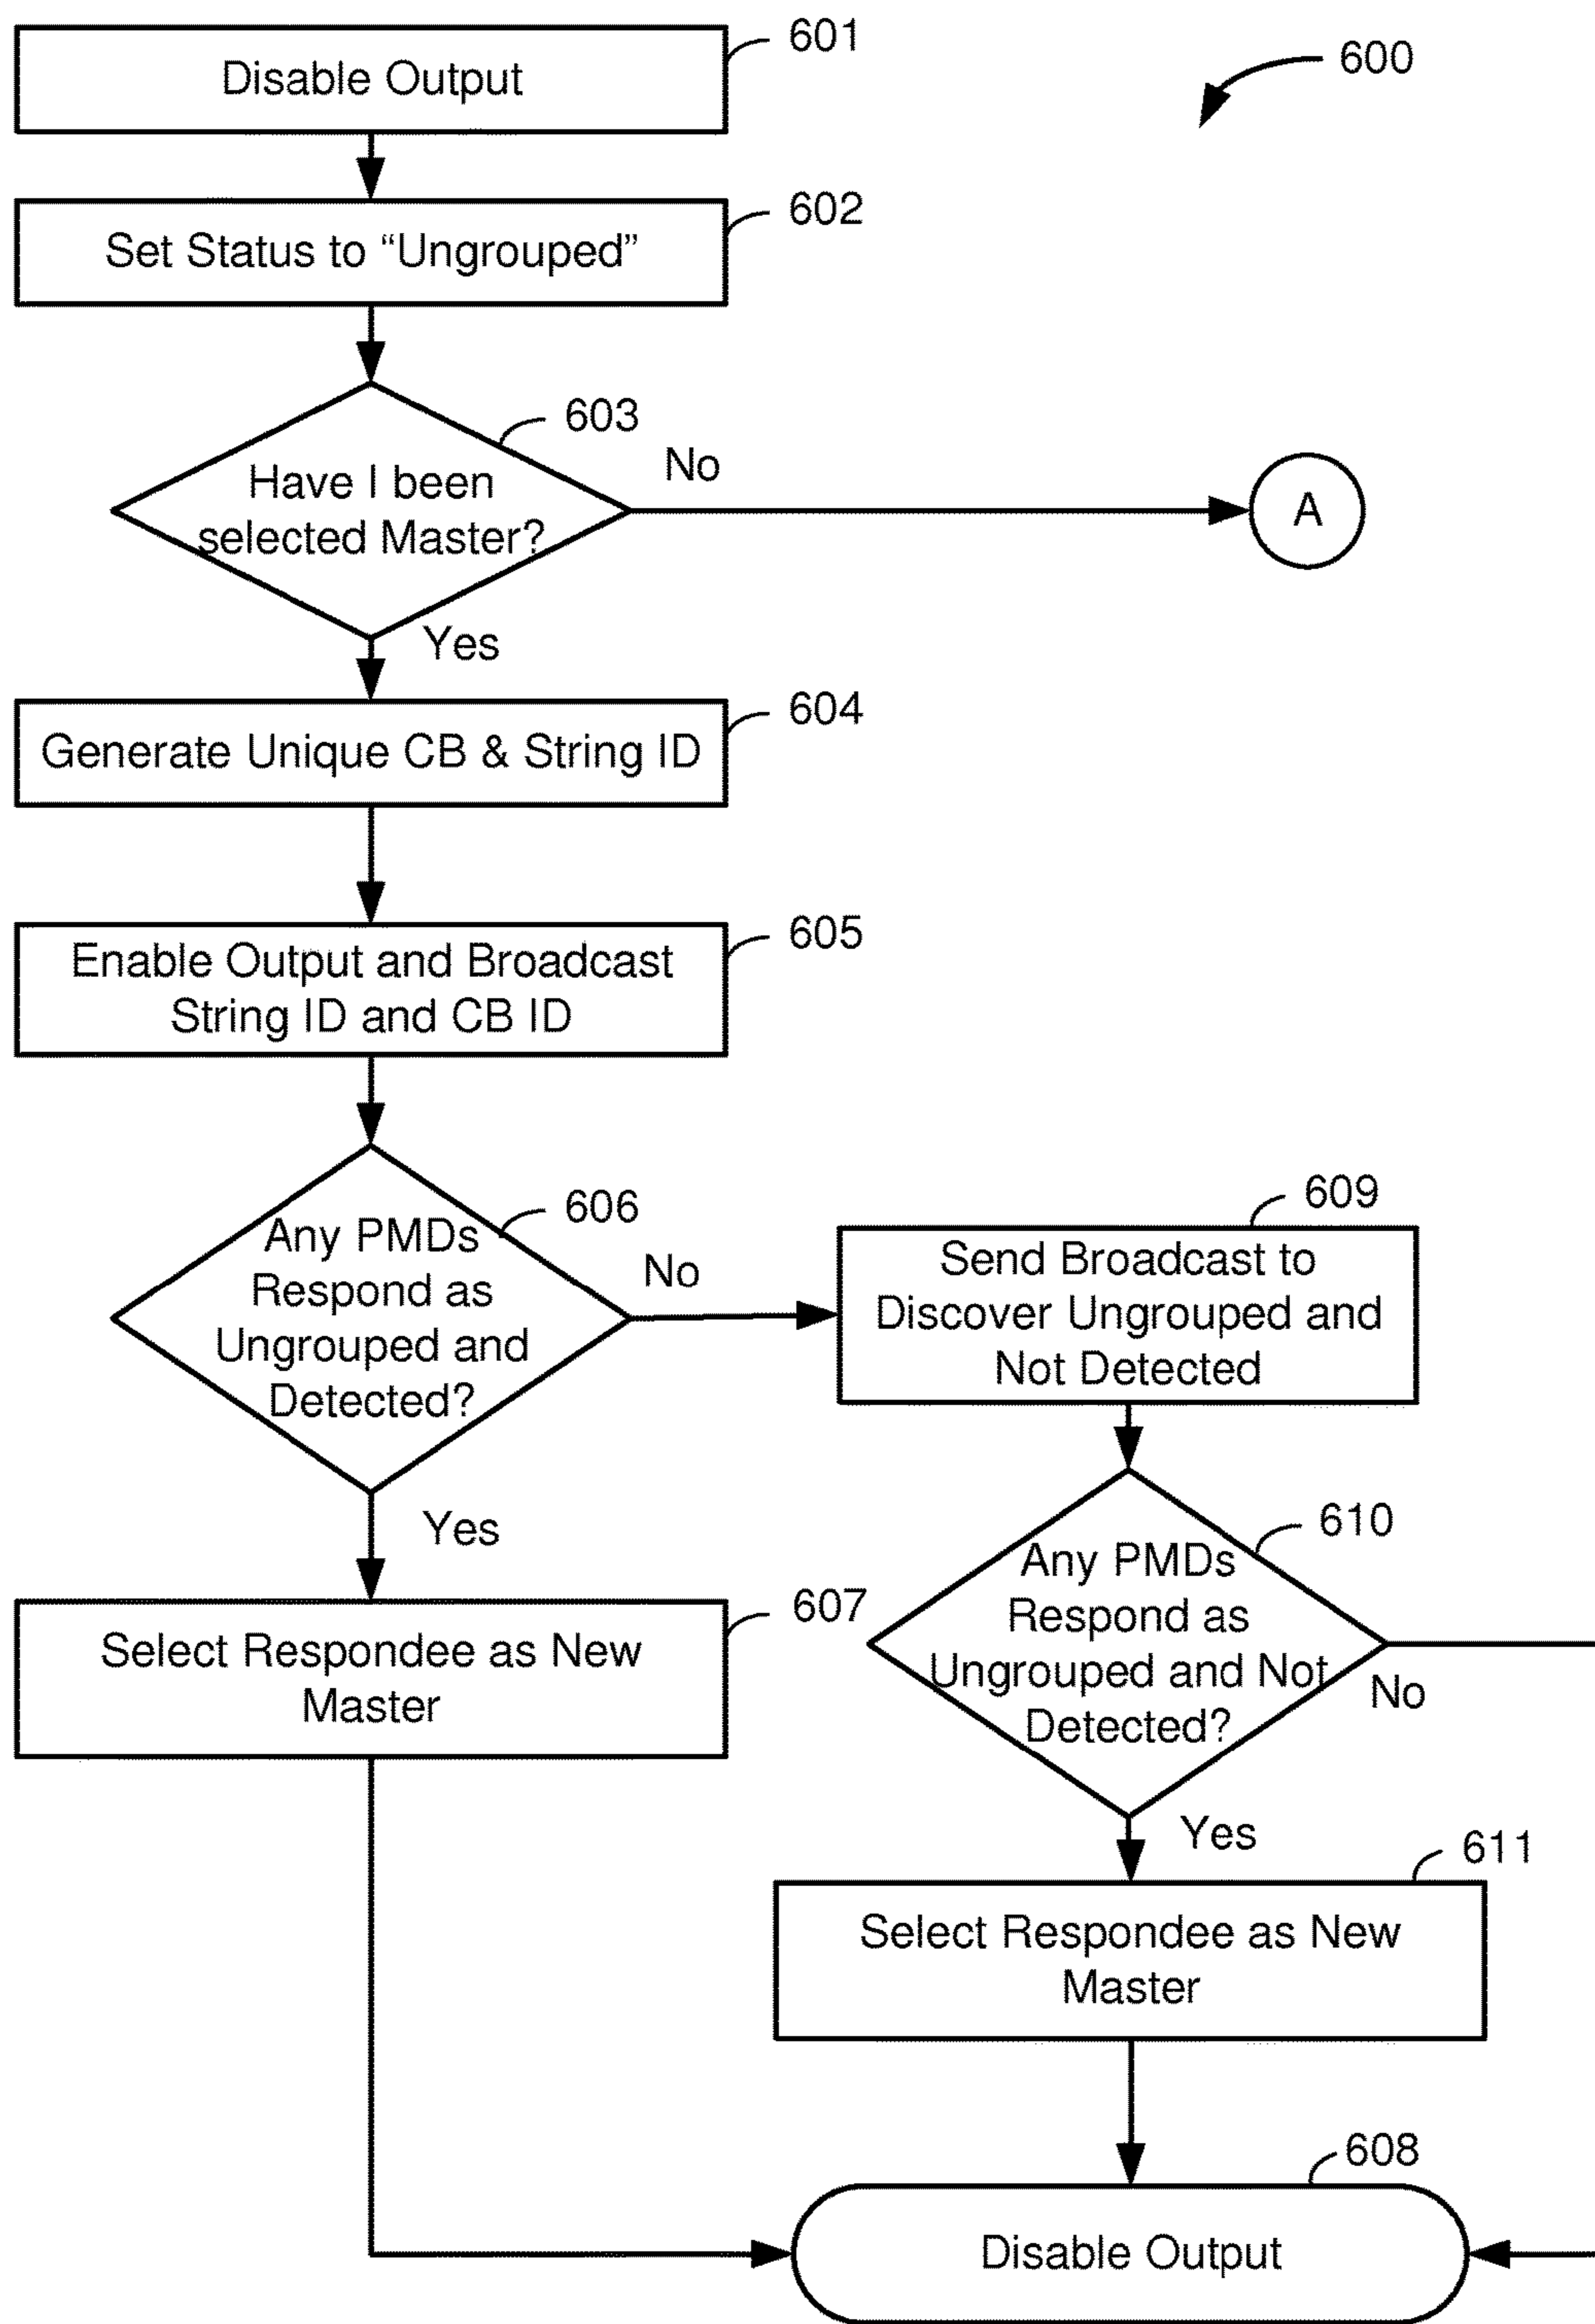 601
Disable Output
600
602
Set Status to “Ungrouped”
603
Have I been
selected Master?
No
A
Yes
604
Generate Unique CB & String ID
605
Enable Output and Broadcast
String ID and CB ID
606
Any PMDs
Respond as
Ungrouped and
Detected?
No
609
Send Broadcast to
Discover Ungrouped and
Not Detected
Yes
610
Any PMDs
Respond as
Ungrouped and Not
Detected?
No
607
Select Respondee as New
Master
Yes
611
Select Respondee as New
Master
608
Disable Output